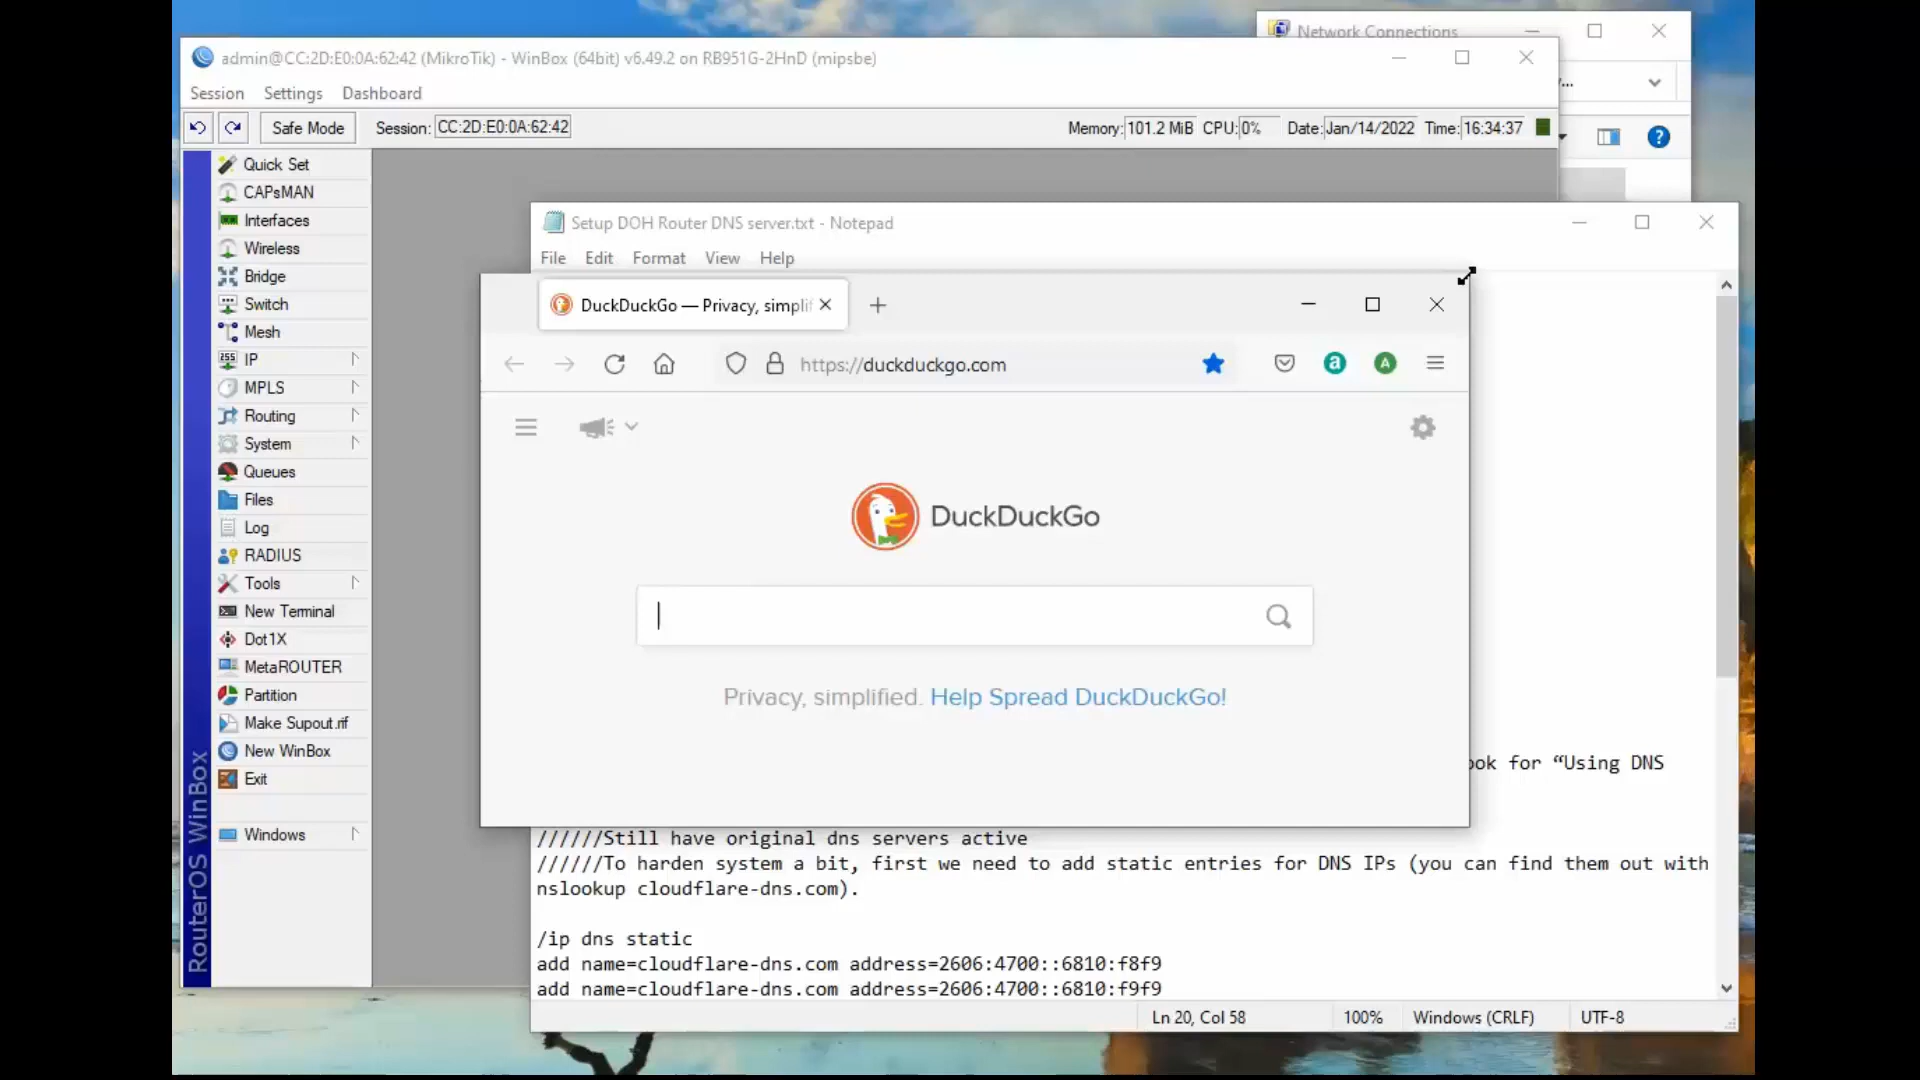 Network Connections
admin@CC:2D:E0:0A:62:42 (MikroTik) - WinBox (64bit) v6.49.2 on RB951G-2HnD (mipsbe)
Session Settings Dashboard
Safe Mode Session: CC:2D:E0:0A:62:42 Memory: 101.2 MiB CPU: 0% Date: Jan/14/2022 Time: 16:34:37
Quick Set
CAPsMAN
Interfaces
Wireless
Bridge
Switch
Mesh
255 IP
MPLS
Routing
System
Queues
Files
Log
RADIUS
Tools
New Terminal
Dot1X
MetaROUTER
Partition
Make Supout.rif
New WinBox
Exit
Windows
RouterOS WinBox
Setup DOH Router DNS server.txt - Notepad
File Edit Format View Help
DuckDuckGo — Privacy, simplif
https://duckduckgo.com
DuckDuckGo
Privacy, simplified. Help Spread DuckDuckGo!
ook for “Using DNS
//////Still have original dns servers active
//////To harden system a bit, first we need to add static entries for DNS IPs (you can find them out with
nslookup cloudflare-dns.com).
/ip dns static
add name=cloudflare-dns.com address=2606:4700::6810:f8f9
add name=cloudflare-dns.com address=2606:4700::6810:f9f9
Ln 20, Col 58 100% Windows (CRLF) UTF-8